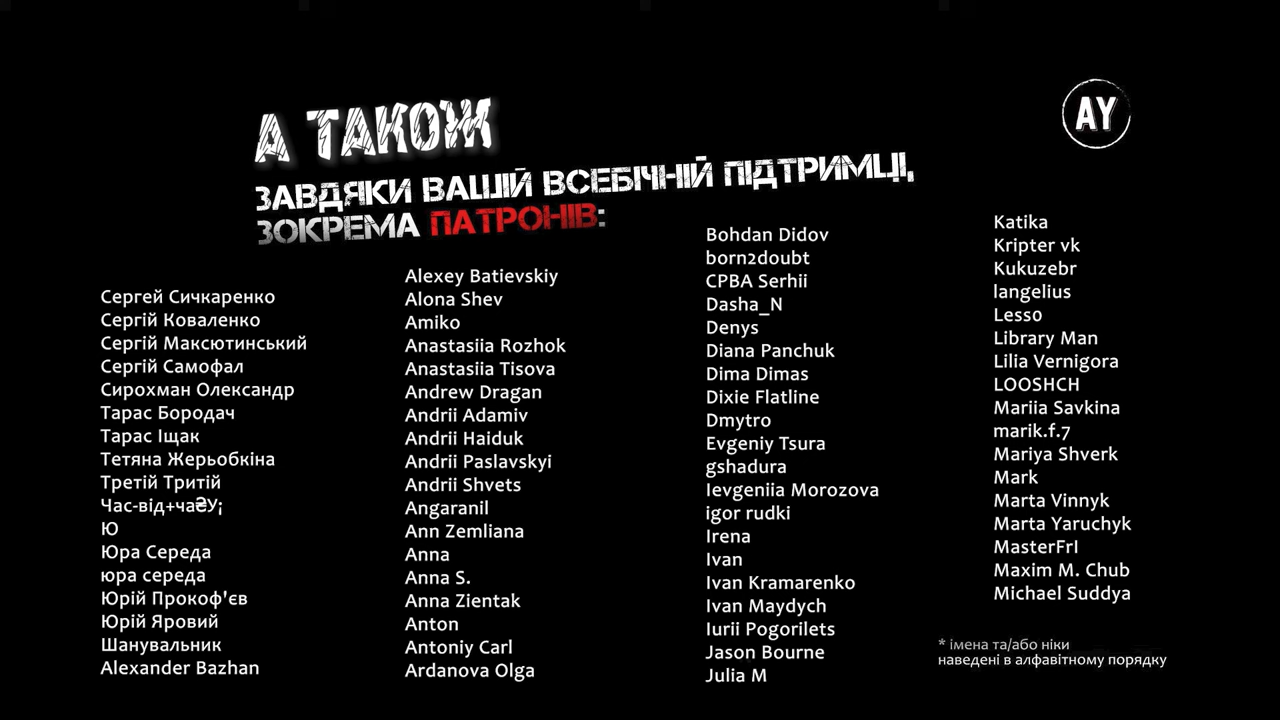 А ТАКОЖ
ЗАВДЯКИ ВАШІЙ ВСЕБІЧНІЙ ПІДТРИМЦІ,
ЗОКРЕМА ПАТРОНІВ:
AY
Сергей Сичкаренко
Сергій Коваленко
Сергій Максютинський
Сергій Самофал
Сирохман Олександр
Тарас Бородач
Тарас Іщак
Тетяна Жерьобкіна
Третій Тритій
Час-від+ча₴У¡
Ю
Юра Середа
юра середа
Юрій Прокоф'єв
Юрій Яровий
Шанувальник
Alexander Bazhan
Alexey Batievskiy
Alona Shev
Amiko
Anastasiia Rozhok
Anastasiia Tisova
Andrew Dragan
Andrii Adamiv
Andrii Haiduk
Andrii Paslavskyi
Andrii Shvets
Angaranil
Ann Zemliana
Anna
Anna S.
Anna Zientak
Anton
Antoniy Carl
Ardanova Olga
Bohdan Didov
born2doubt
CPBA Serhii
Dasha_N
Denys
Diana Panchuk
Dima Dimas
Dixie Flatline
Dmytro
Evgeniy Tsura
gshadura
Ievgeniia Morozova
igor rudki
Irena
Ivan
Ivan Kramarenko
Ivan Maydych
Iurii Pogorilets
Jason Bourne
Julia M
Katika
Kripter vk
Kukuzebr
langelius
Less0
Library Man
Lilia Vernigora
LOOSHCH
Mariia Savkina
marik.f.7
Mariya Shverk
Mark
Marta Vinnyk
Marta Yaruchyk
MasterFrI
Maxim M. Chub
Michael Suddya
* імена та/або ніки
наведені в алфавітному порядку